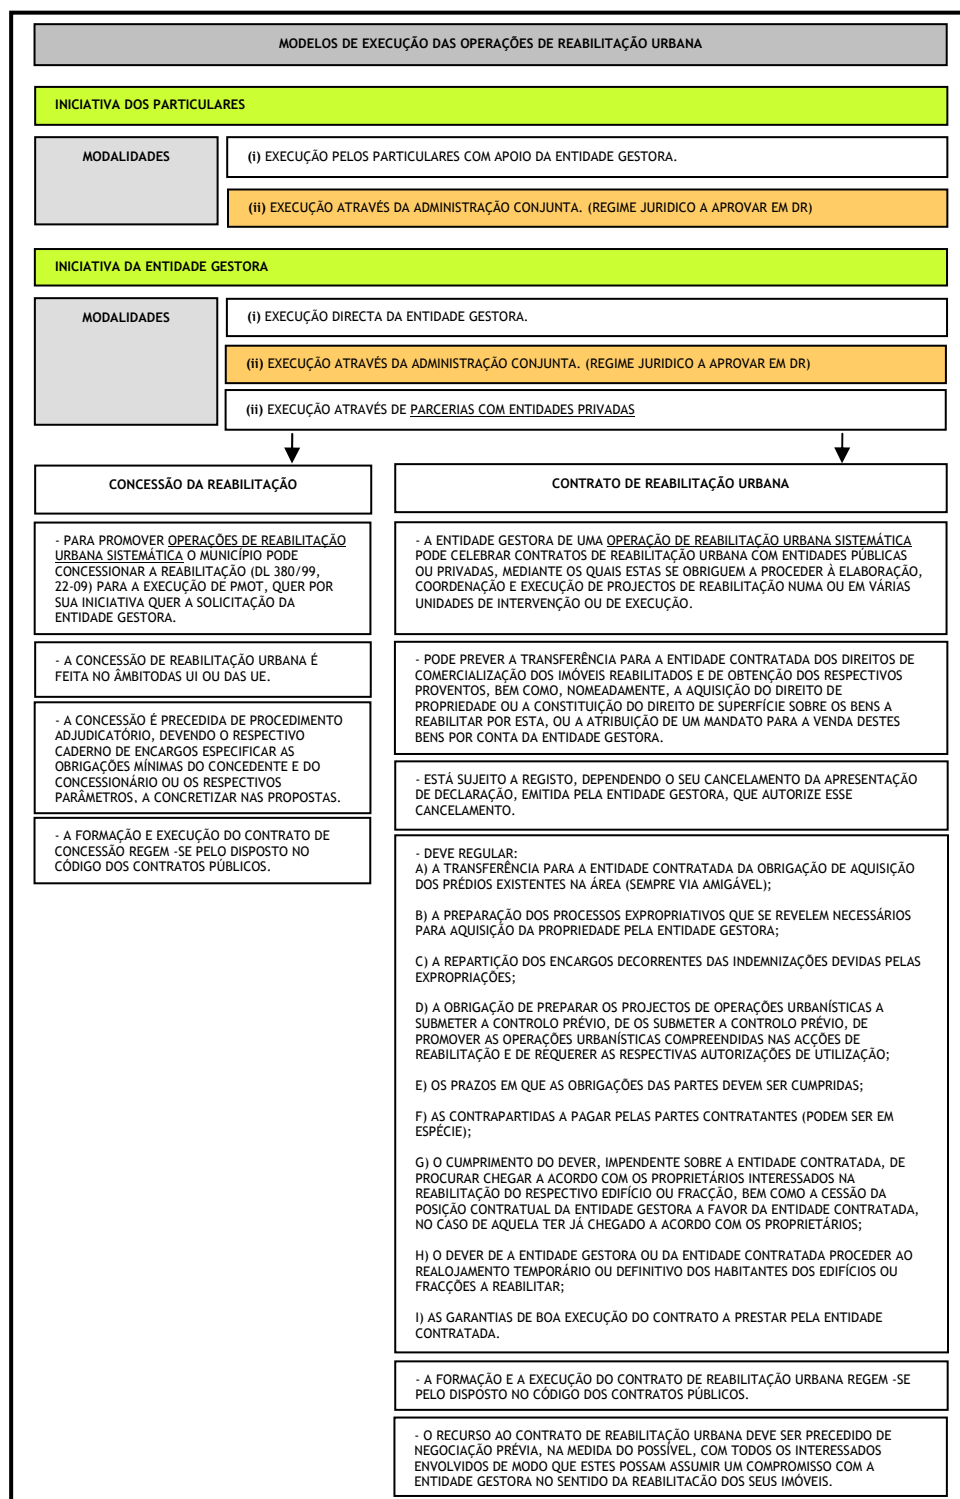 MODELOS DE EXECUÇÃO DAS OPERAÇÕES DE REABILITAÇÃO URBANA
INICIATIVA DOS PARTICULARES
MODALIDADES
(i) EXECUÇÃO PELOS PARTICULARES COM APOIO DA ENTIDADE GESTORA.
(ii) EXECUÇÃO ATRAVÉS DA ADMINISTRAÇÃO CONJUNTA. (REGIME JURIDICO A APROVAR EM DR)
INICIATIVA DA ENTIDADE GESTORA
MODALIDADES
(i) EXECUÇÃO DIRECTA DA ENTIDADE GESTORA.
(ii) EXECUÇÃO ATRAVÉS DA ADMINISTRAÇÃO CONJUNTA. (REGIME JURIDICO A APROVAR EM DR)
(ii) EXECUÇÃO ATRAVÉS DE PARCERIAS COM ENTIDADES PRIVADAS
CONCESSÃO DA REABILITAÇÃO
- PARA PROMOVER OPERAÇÕES DE REABILITAÇÃO
URBANA SISTEMÁTICA O MUNICÍPIO PODE
CONCESSIONAR A REABILITAÇÃO (DL 380/99,
22-09) PARA A EXECUÇÃO DE PMOT, QUER POR
SUA INICIATIVA QUER A SOLICITAÇÃO DA
ENTIDADE GESTORA.
- A CONCESSÃO DE REABILITAÇÃO URBANA É
FEITA NO ÂMBITODAS UI OU DAS UE.
- A CONCESSÃO É PRECEDIDA DE PROCEDIMENTO
ADJUDICATÓRIO, DEVENDO O RESPECTIVO
CADERNO DE ENCARGOS ESPECIFICAR AS
OBRIGAÇÕES MÍNIMAS DO CONCEDENTE E DO
CONCESSIONÁRIO OU OS RESPECTIVOS
PARÂMETROS, A CONCRETIZAR NAS PROPOSTAS.
- A FORMAÇÃO E EXECUÇÃO DO CONTRATO DE
CONCESSÃO REGEM -SE PELO DISPOSTO NO
CÓDIGO DOS CONTRATOS PÚBLICOS.
CONTRATO DE REABILITAÇÃO URBANA
- A ENTIDADE GESTORA DE UMA OPERAÇÃO DE REABILITAÇÃO URBANA SISTEMÁTICA
PODE CELEBRAR CONTRATOS DE REABILITAÇÃO URBANA COM ENTIDADES PÚBLICAS
OU PRIVADAS, MEDIANTE OS QUAIS ESTAS SE OBRIGUEM A PROCEDER À ELABORAÇÃO,
COORDENAÇÃO E EXECUÇÃO DE PROJECTOS DE REABILITAÇÃO NUMA OU EM VÁRIAS
UNIDADES DE INTERVENÇÃO OU DE EXECUÇÃO.
- PODE PREVER A TRANSFERÊNCIA PARA A ENTIDADE CONTRATADA DOS DIREITOS DE
COMERCIALIZAÇÃO DOS IMÓVEIS REABILITADOS E DE OBTENÇÃO DOS RESPECTIVOS
PROVENTOS, BEM COMO, NOMEADAMENTE, A AQUISIÇÃO DO DIREITO DE
PROPRIEDADE OU A CONSTITUIÇÃO DO DIREITO DE SUPERFÍCIE SOBRE OS BENS A
REABILITAR POR ESTA, OU A ATRIBUIÇÃO DE UM MANDATO PARA A VENDA DESTES
BENS POR CONTA DA ENTIDADE GESTORA.
- ESTÁ SUJEITO A REGISTO, DEPENDENDO O SEU CANCELAMENTO DA APRESENTAÇÃO
DE DECLARAÇÃO, EMITIDA PELA ENTIDADE GESTORA, QUE AUTORIZE ESSE
CANCELAMENTO.
- DEVE REGULAR:
A) A TRANSFERÊNCIA PARA A ENTIDADE CONTRATADA DA OBRIGAÇÃO DE AQUISIÇÃO
DOS PRÉDIOS EXISTENTES NA ÁREA (SEMPRE VIA AMIGÁVEL);
B) A PREPARAÇÃO DOS PROCESSOS EXPROPRIATIVOS QUE SE REVELEM NECESSÁRIOS
PARA AQUISIÇÃO DA PROPRIEDADE PELA ENTIDADE GESTORA;
C) A REPARTIÇÃO DOS ENCARGOS DECORRENTES DAS INDEMNIZAÇÕES DEVIDAS PELAS
EXPROPRIAÇÕES;
D) A OBRIGAÇÃO DE PREPARAR OS PROJECTOS DE OPERAÇÕES URBANÍSTICAS A
SUBMETER A CONTROLO PRÉVIO, DE OS SUBMETER A CONTROLO PRÉVIO, DE
PROMOVER AS OPERAÇÕES URBANÍSTICAS COMPREENDIDAS NAS ACÇÕES DE
REABILITAÇÃO E DE REQUERER AS RESPECTIVAS AUTORIZAÇÕES DE UTILIZAÇÃO;
E) OS PRAZOS EM QUE AS OBRIGAÇÕES DAS PARTES DEVEM SER CUMPRIDAS;
F) AS CONTRAPARTIDAS A PAGAR PELAS PARTES CONTRATANTES (PODEM SER EM
ESPÉCIE);
G) O CUMPRIMENTO DO DEVER, IMPENDENTE SOBRE A ENTIDADE CONTRATADA, DE
PROCURAR CHEGAR A ACORDO COM OS PROPRIETÁRIOS INTERESSADOS NA
REABILITAÇÃO DO RESPECTIVO EDIFÍCIO OU FRACÇÃO, BEM COMO A CESSÃO DA
POSIÇÃO CONTRATUAL DA ENTIDADE GESTORA A FAVOR DA ENTIDADE CONTRATADA,
NO CASO DE AQUELA TER JÁ CHEGADO A ACORDO COM OS PROPRIETÁRIOS;
H) O DEVER DE A ENTIDADE GESTORA OU DA ENTIDADE CONTRATADA PROCEDER AO
REALOJAMENTO TEMPORÁRIO OU DEFINITIVO DOS HABITANTES DOS EDIFÍCIOS OU
FRACÇÕES A REABILITAR;
I) AS GARANTIAS DE BOA EXECUÇÃO DO CONTRATO A PRESTAR PELA ENTIDADE
CONTRATADA.
- A FORMAÇÃO E A EXECUÇÃO DO CONTRATO DE REABILITAÇÃO URBANA REGEM -SE
PELO DISPOSTO NO CÓDIGO DOS CONTRATOS PÚBLICOS.
- O RECURSO AO CONTRATO DE REABILITAÇÃO URBANA DEVE SER PRECEDIDO DE
NEGOCIAÇÃO PRÉVIA, NA MEDIDA DO POSSÍVEL, COM TODOS OS INTERESSADOS
ENVOLVIDOS DE MODO QUE ESTES POSSAM ASSUMIR UM COMPROMISSO COM A
ENTIDADE GESTORA NO SENTIDO DA REABILITACÃO DOS SEUS IMÓVEIS.